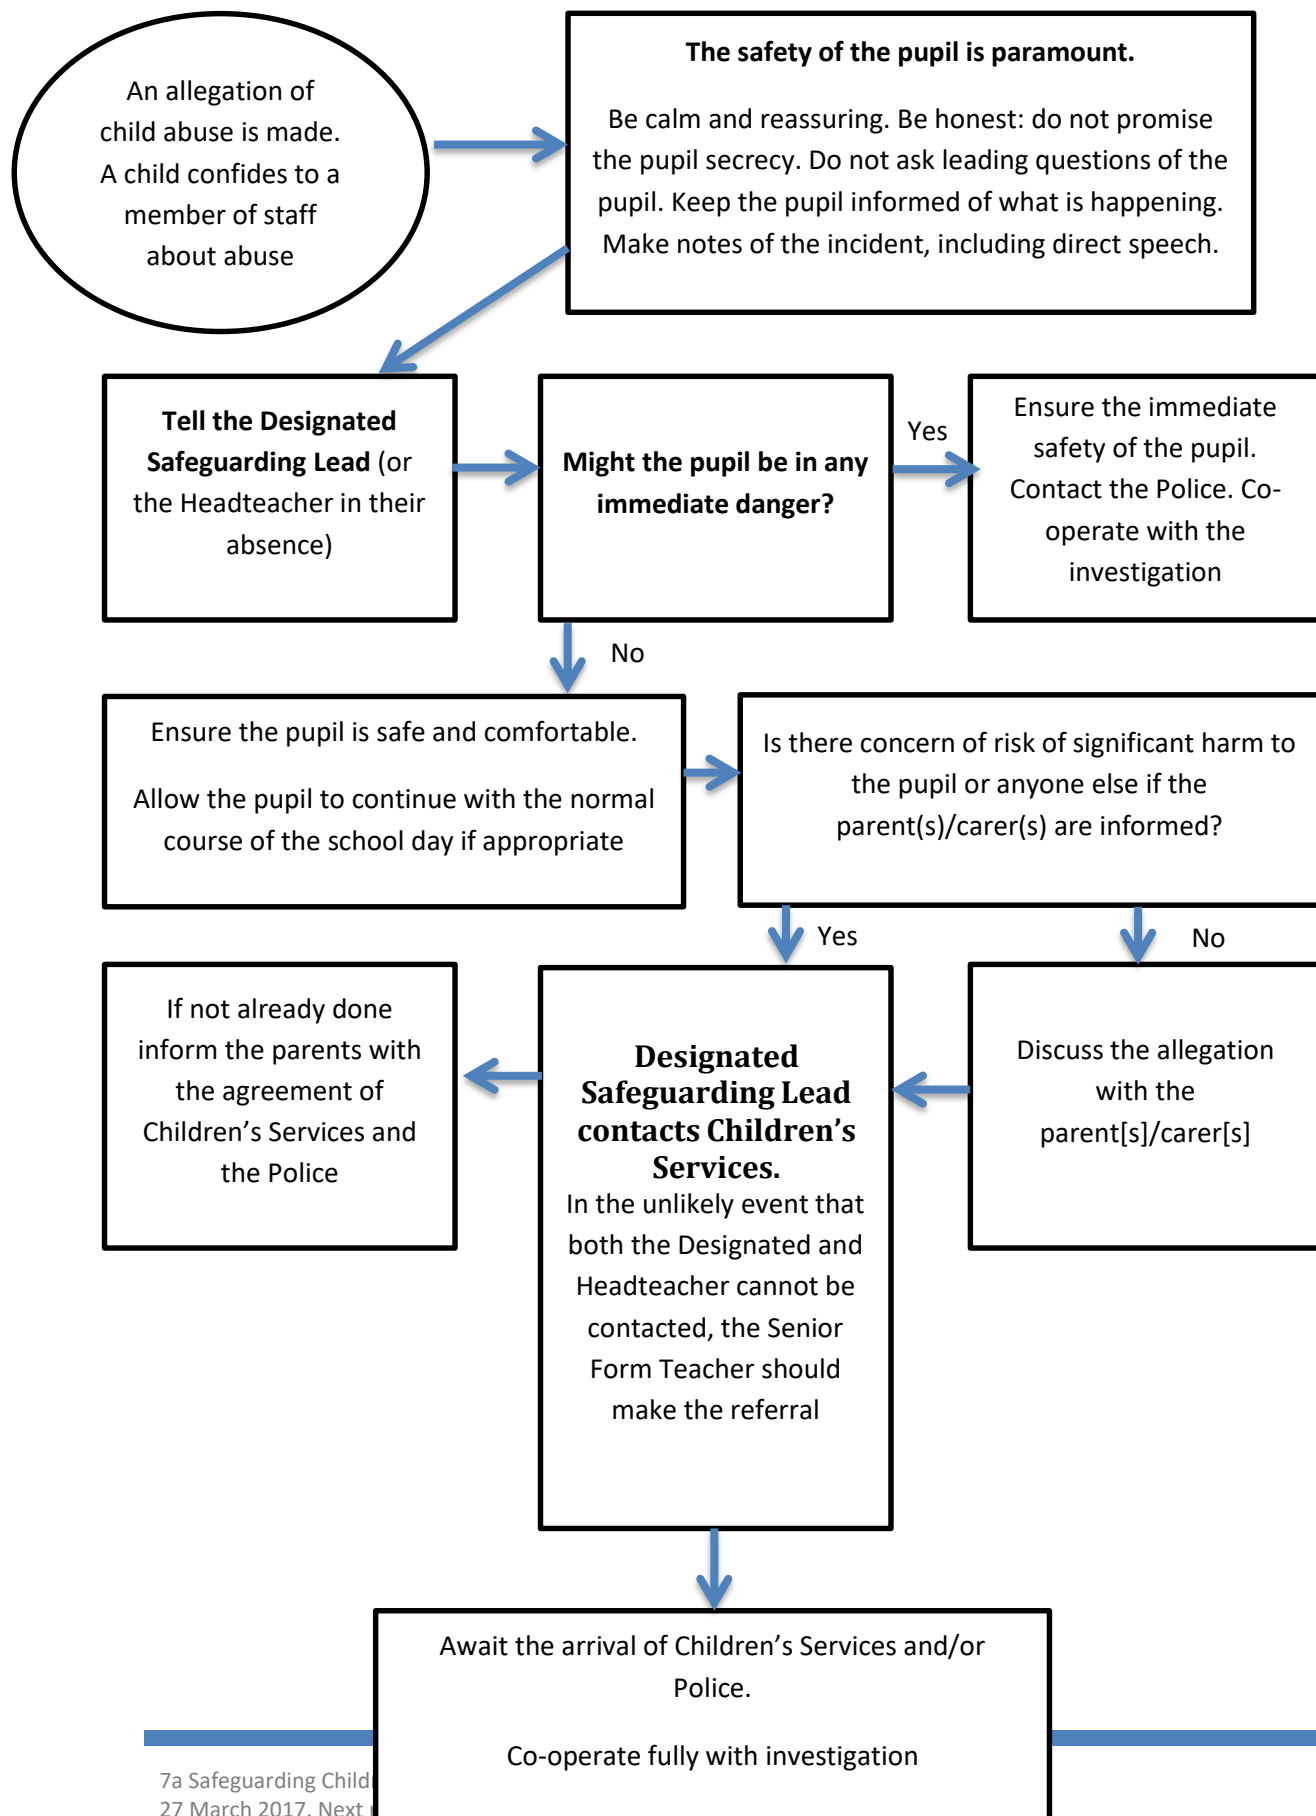 An allegation of
child abuse is made.
A child confides to a
member of staff
about abuse
The safety of the pupil is paramount.
Be calm and reassuring. Be honest: do not promise
the pupil secrecy. Do not ask leading questions of the
pupil. Keep the pupil informed of what is happening.
Make notes of the incident, including direct speech.
Tell the Designated
Safeguarding Lead (or
the Headteacher in their
absence)
Might the pupil be in any
immediate danger?
Yes
Ensure the immediate
safety of the pupil.
Contact the Police. Co-
operate with the
investigation
No
Ensure the pupil is safe and comfortable.
Allow the pupil to continue with the normal
course of the school day if appropriate
Is there concern of risk of significant harm to
the pupil or anyone else if the
parent(s)/carer(s) are informed?
Yes
No
If not already done
inform the parents with
the agreement of
Children’s Services and
the Police
Designated
Safeguarding Lead
contacts Children’s
Services.
In the unlikely event that
both the Designated and
Headteacher cannot be
contacted, the Senior
Form Teacher should
make the referral
Discuss the allegation
with the
parent[s]/carer[s]
Await the arrival of Children’s Services and/or
Police.
Co-operate fully with investigation
7a Safeguarding
27 March 2017. Next